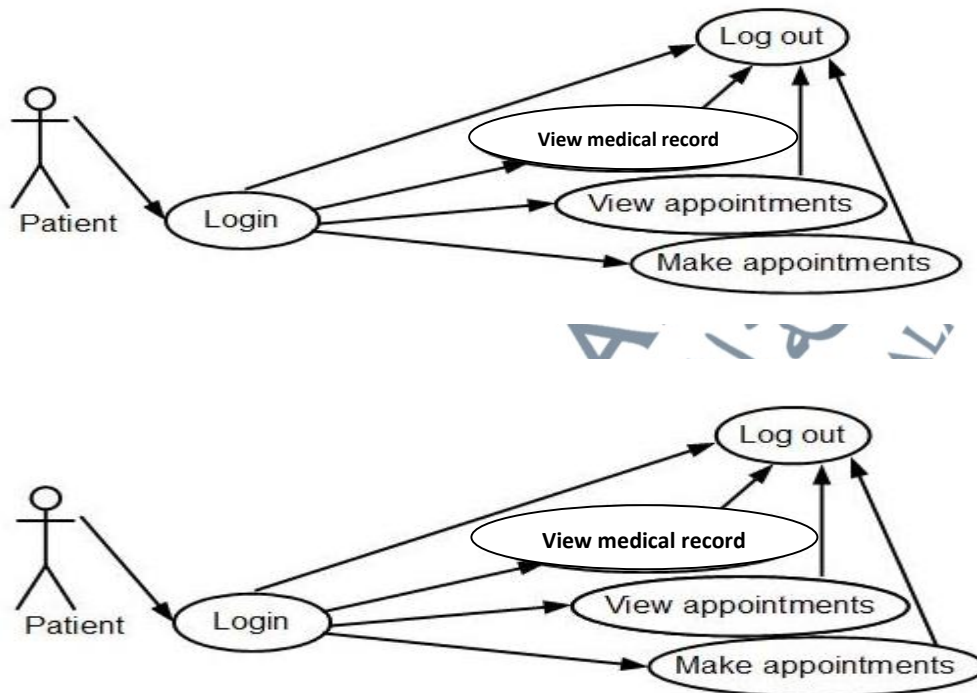 Log out
View medical record
View appointments
Login
Patient
Make appointments
Log out
View medical record
View appointments
Login
Patient
Make appointments